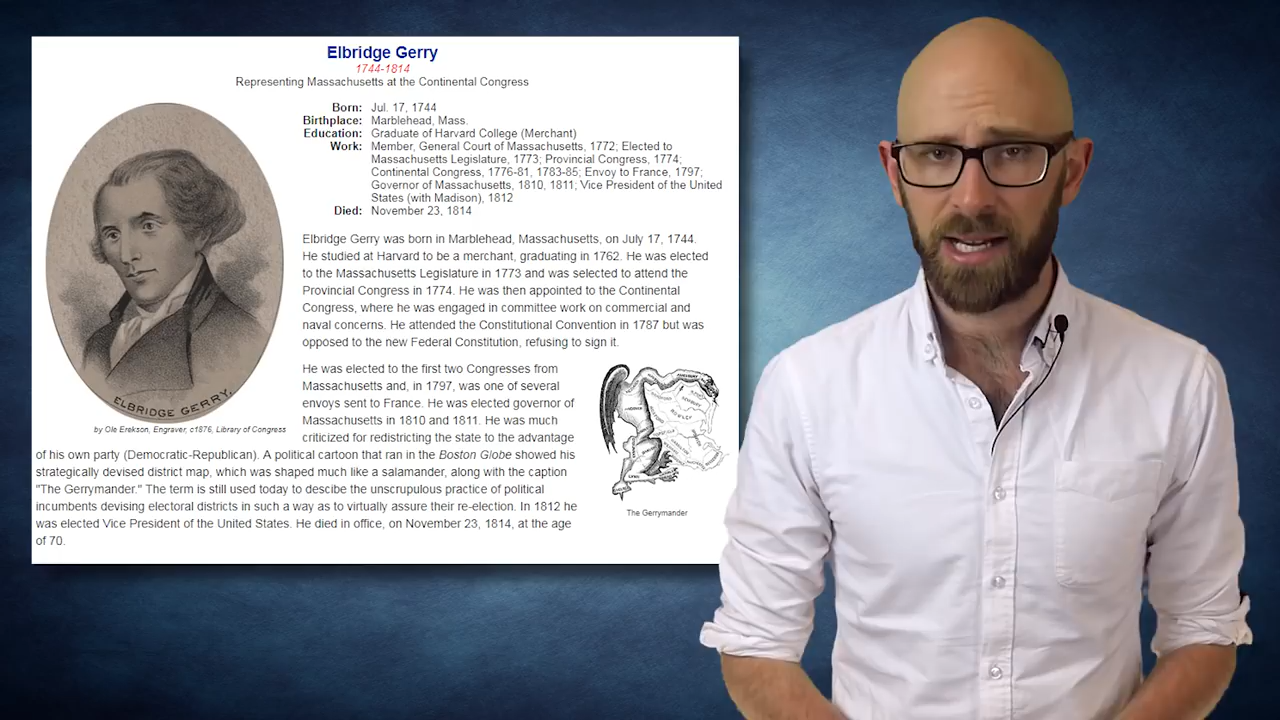 Elbridge Gerry
1744-1814
Representing Massachusetts at the Continental Congress
Born: Jul. 17, 1744
Birthplace: Marblehead, Mass.
Education: Graduate of Harvard College (Merchant)
Work: Member, General Court of Massachusetts, 1772; Elected to
Massachusetts Legislature, 1773; Provincial Congress, 1774;
Continental Congress, 1776-81, 1783-85; Envoy to France, 1797;
Governor of Massachusetts, 1810, 1811; Vice President of the United
States (with Madison), 1812
Died: November 23, 1814
ELBRIDGE GERRY.
by Ole Erekson, Engraver, c1876, Library of Congress
Elbridge Gerry was born in Marblehead, Massachusetts, on July 17, 1744.
He studied at Harvard to be a merchant, graduating in 1762. He was elected
to the Massachusetts Legislature in 1773 and was selected to attend the
Provincial Congress in 1774. He was then appointed to the Continental
Congress, where he was engaged in committee work on commercial and
naval concerns. He attended the Constitutional Convention in 1787 but was
opposed to the new Federal Constitution, refusing to sign it.
He was elected to the first two Congresses from
Massachusetts and, in 1797, was one of several
envoys sent to France. He was elected governor of
Massachusetts in 1810 and 1811. He was much
criticized for redistricting the state to the advantage
of his own party (Democratic-Republican). A political cartoon that ran in the Boston Globe showed his
strategically devised district map, which was shaped much like a salamander, along with the caption
"The Gerrymander." The term is still used today to descibe the unscrupulous practice of political
incumbents devising electoral districts in such a way as to virtually assure their re-election. In 1812 he
was elected Vice President of the United States. He died in office, on November 23, 1814, at the age
of 70.
The Gerrymander